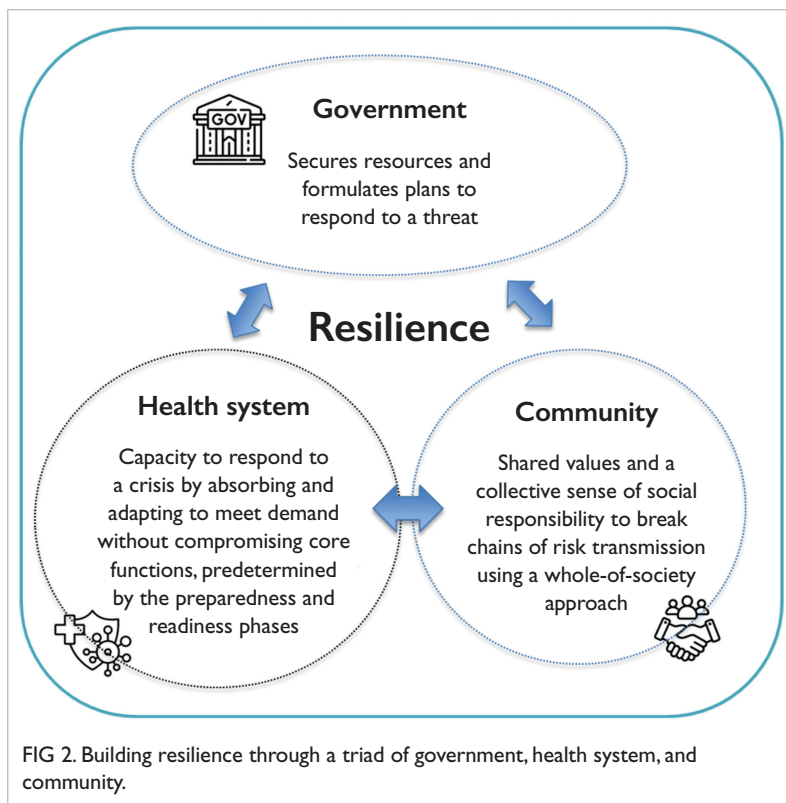 GOV
Government
Secures resources and
formulates plans to
respond to a threat
Resilience
Health system
Capacity to respond to
a crisis by absorbing and
adapting to meet demand
without compromising core
functions, predetermined
by the preparedness and
readiness phases
Community
Shared values and a
collective sense of social
responsibility to break
chains of risk transmission
using a whole-of-society
approach
FIG 2. Building resilience through a triad of government, health system, and
community.